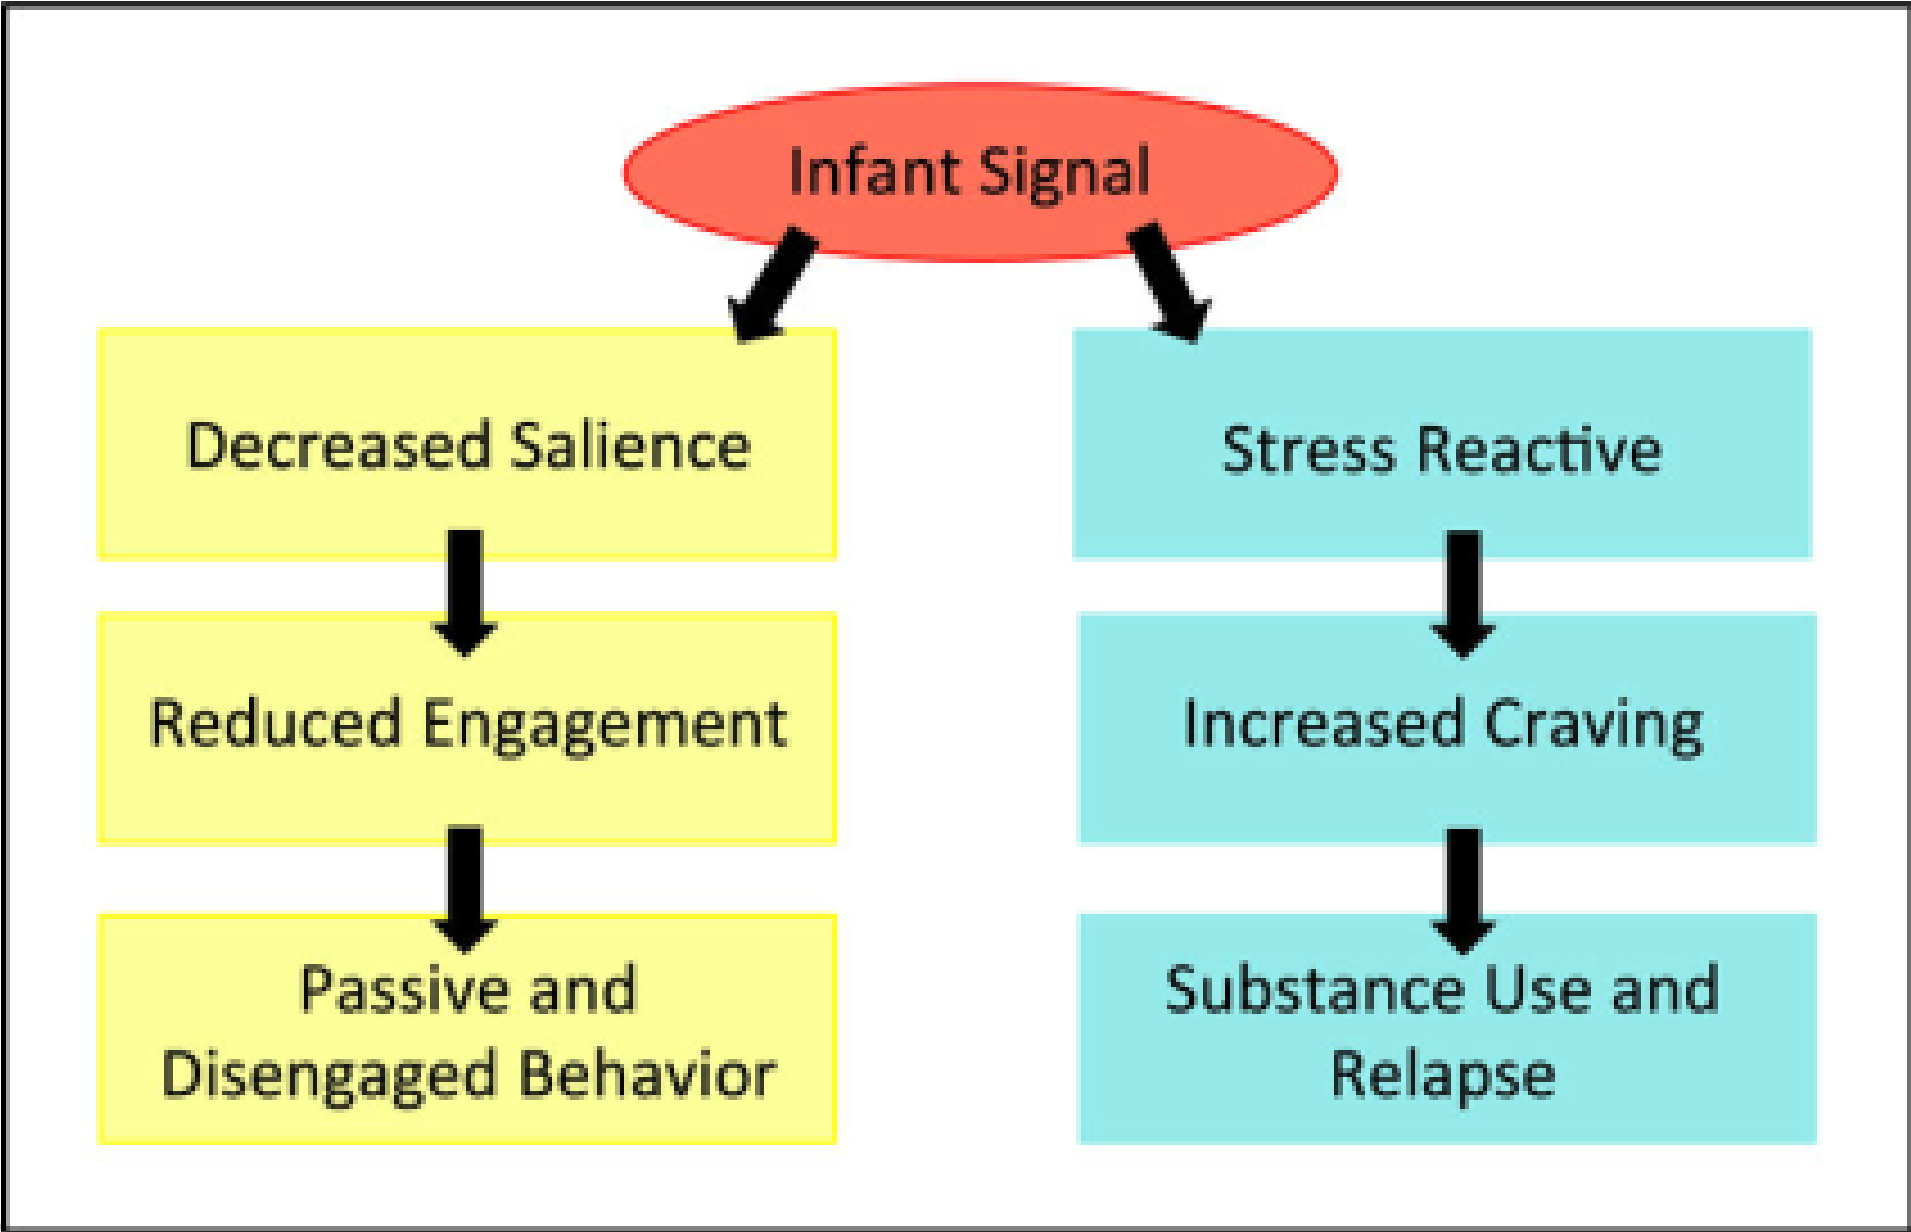 Infant Signal
Decreased Salience
Stress Reactive
Reduced Engagement
Increased Craving
Passive and
Disengaged Behavior
Substance Use and
Relapse